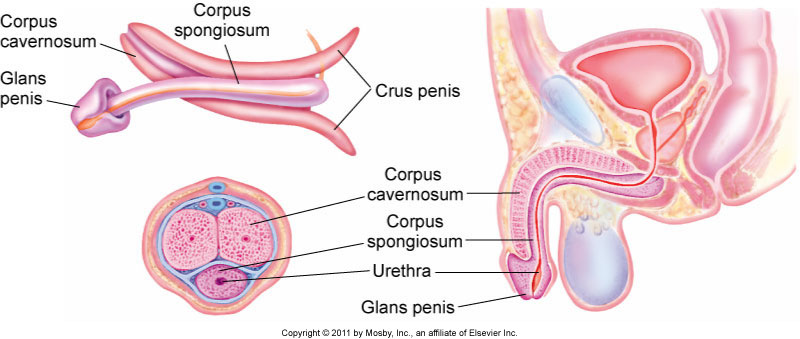 Corpus
cavernosum
Corpus
spongiosum
Glans
penis
Crus penis
Corpus
cavernosum
Corpus
spongiosum
Urethra
Glans penis
Copyright © 2011 by Mosby, Inc., an affiliate of Elsevier Inc.